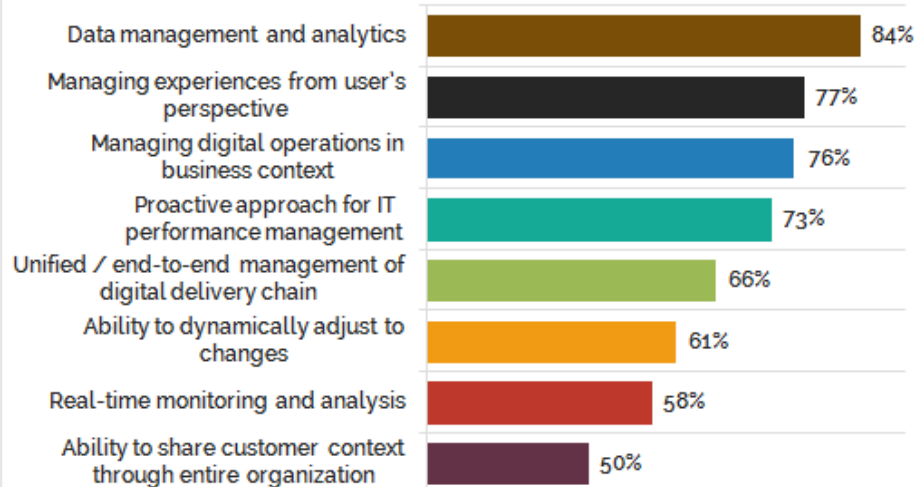 Data management and analytics
84%
Managing experiences from user's
perspective
77%
Managing digital operations in
business context
76%
Proactive approach for IT
performance management
73%
Unified / end-to-end management of
digital delivery chain
66%
Ability to dynamically adjust to
changes
61%
Real-time monitoring and analysis
58%
Ability to share customer context
through entire organization
50%